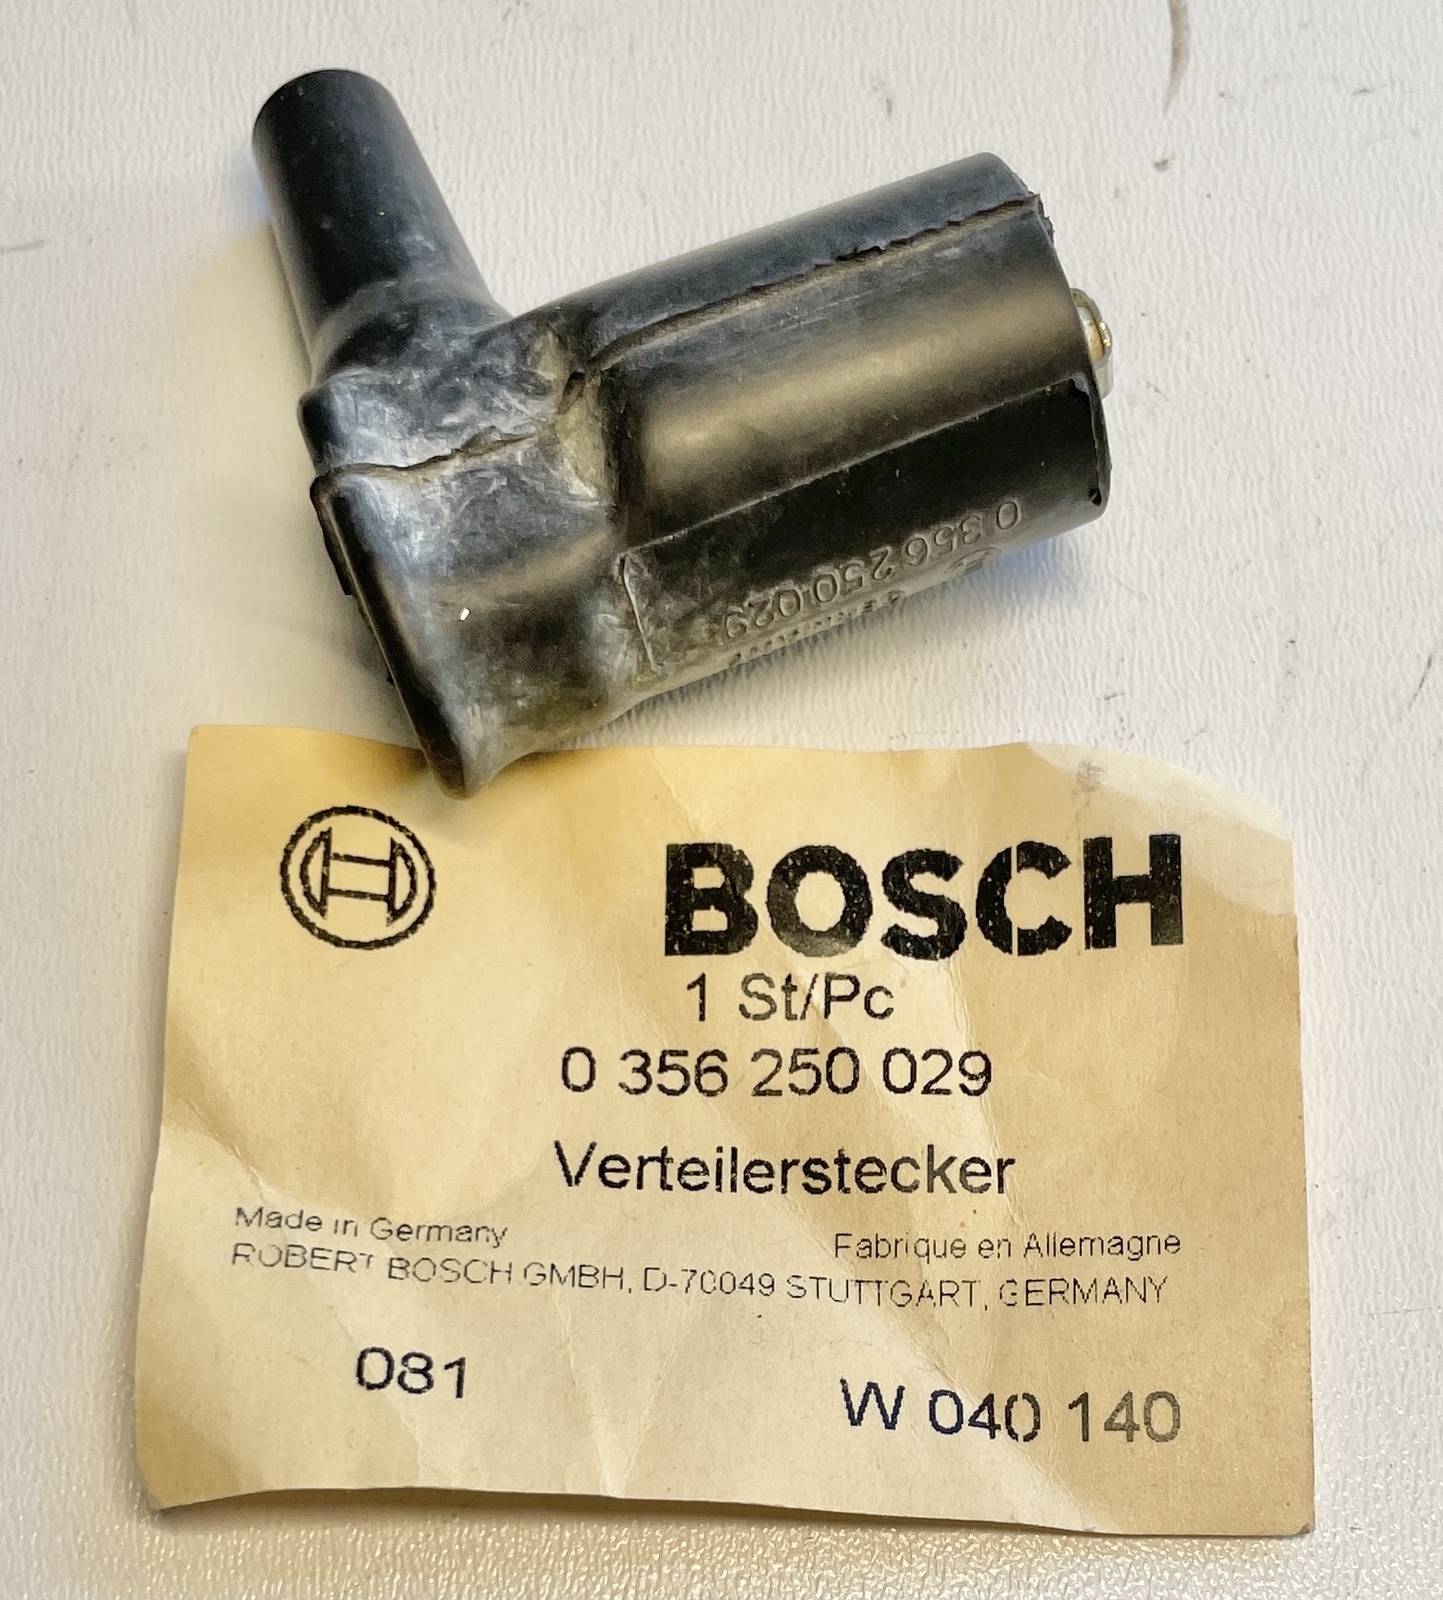 0 356 250 029
BOSCH
1 St/Pc
0 356 250 029
Verteilerstecker
Made in Germany
Fabrique en Allemagne
ROBERT BOSCH GMBH, D-70049 STUTTGART, GERMANY
081
W 040 140